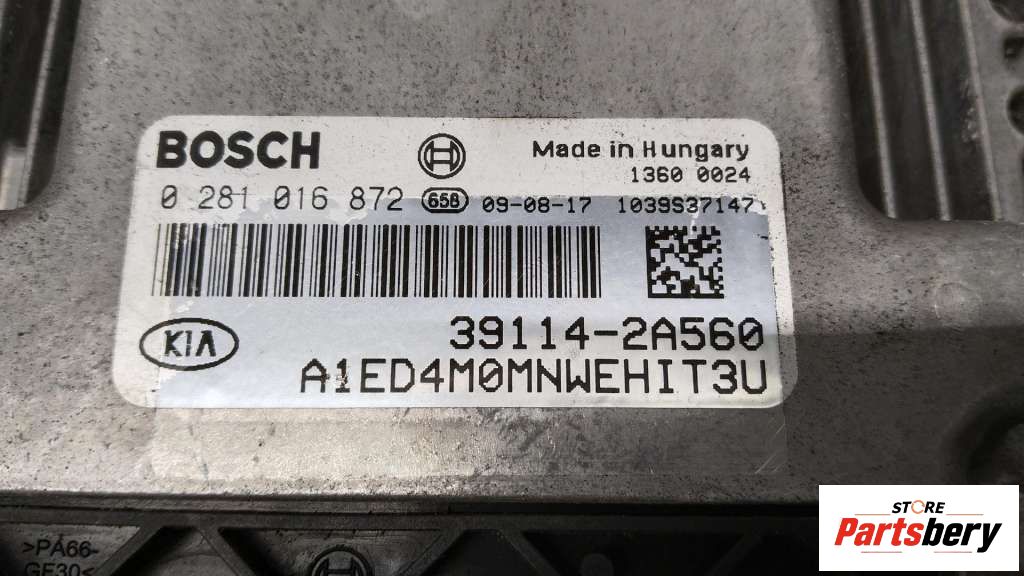 BOSCH
Made in Hungary
1360 0024
0 281 016 872 658 09-08-17 1039S37147
KIA
39114-2A560
A1ED4M0MNWEHIT3U
>PA66-
GF30<
STORE
Partsbery